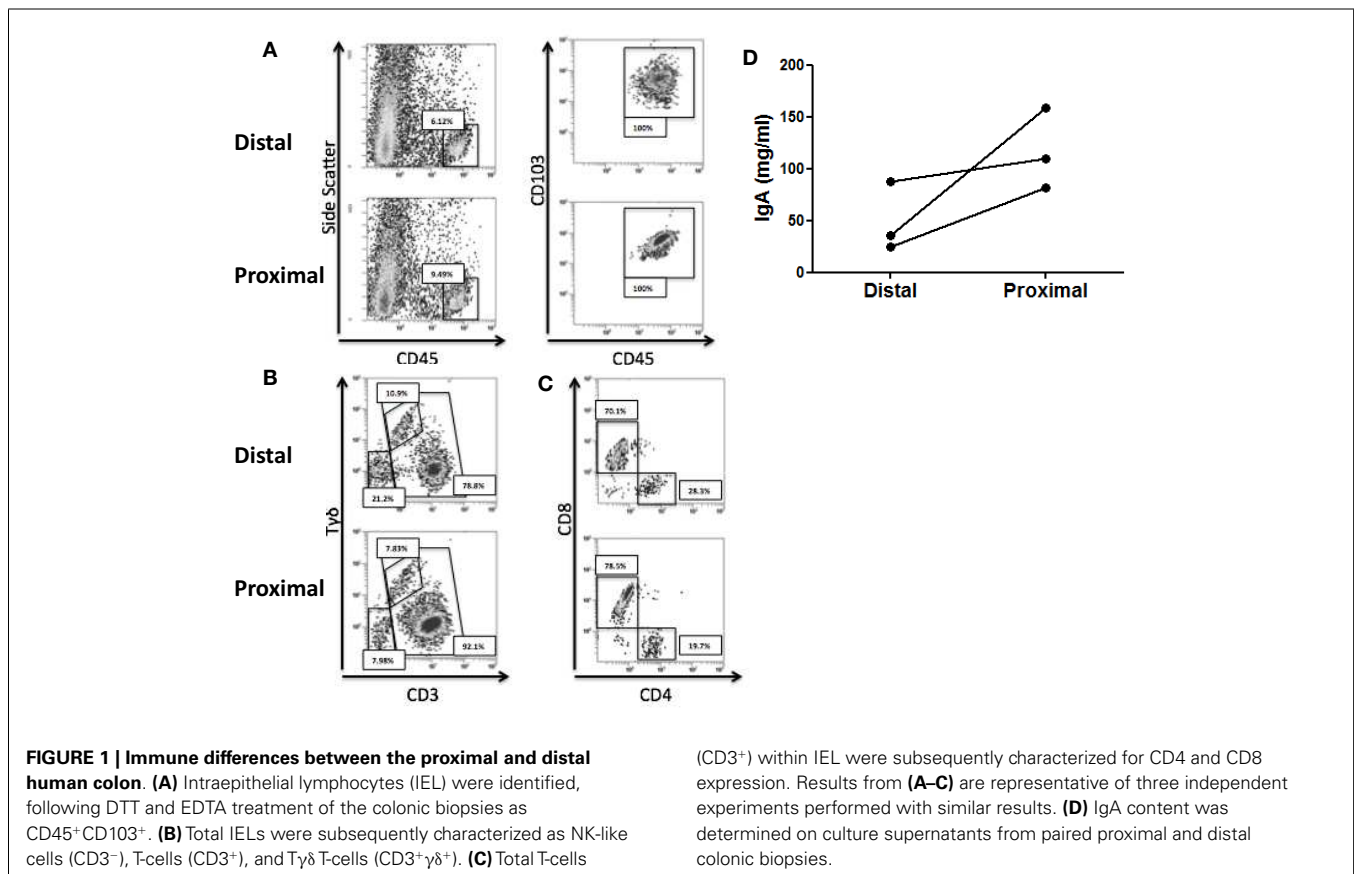 A
Distal
Proximal
Side Scatter
6.12%
9.49%
CD45
CD103
100%
100%
CD45
D
IgA (mg/ml)
200
150
100
50
0
Distal
Proximal
B
Distal
Proximal
Tγδ
10.9%
21.2%
78.8%
7.83%
7.98%
92.1%
CD3
C
CD8
70.1%
28.3%
78.5%
19.7%
CD4
FIGURE 1 | Immune differences between the proximal and distal
human colon. (A) Intraepithelial lymphocytes (IEL) were identified,
following DTT and EDTA treatment of the colonic biopsies as
CD45⁺CD103⁺. (B) Total IELs were subsequently characterized as NK-like
cells (CD3⁻), T-cells (CD3⁺), and Tγδ T-cells (CD3⁺γδ⁺). (C) Total T-cells
(CD3⁺) within IEL were subsequently characterized for CD4 and CD8
expression. Results from (A–C) are representative of three independent
experiments performed with similar results. (D) IgA content was
determined on culture supernatants from paired proximal and distal
colonic biopsies.